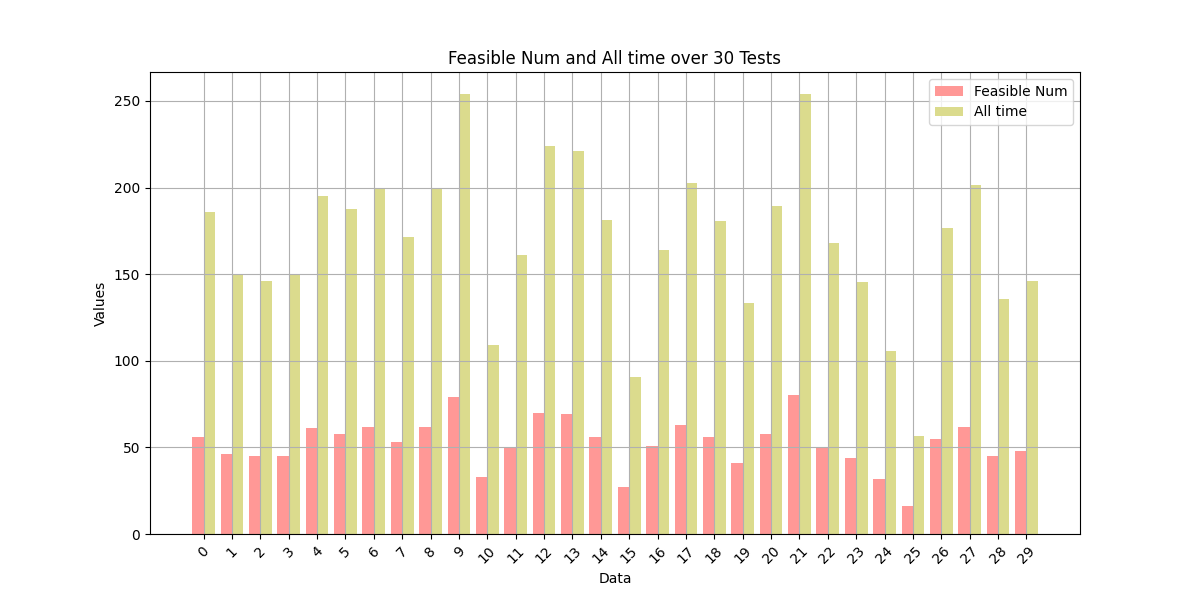 Feasible Num and All time over 30 Tests
Feasible Num
All time
250
200
150
100
50
0
Values
0 1 2 3 4 5 6 7 8 9 10 11 12 13 14 15 16 17 18 19 20 21 22 23 24 25 26 27 28 29
Data